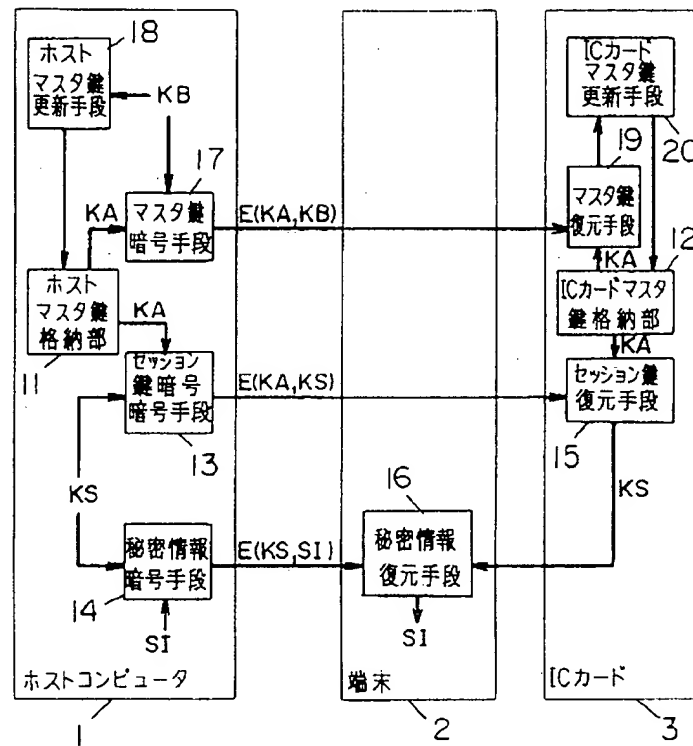 18
ホスト
マスタ鍵
更新手段
KB
17
KA
マスタ鍵
暗号手段
E(KA,KB)
ICカード
マスタ鍵
更新手段
20
19
マスタ鍵
復元手段
KA
12
ホスト
マスタ鍵
格納部
11
KA
セッション
鍵暗号
暗号手段
13
E(KA,KS)
ICカードマスタ
鍵格納部
KA
セッション鍵
復元手段
15
KS
KS
16
秘密情報
暗号手段
14
SI
E(KS,SI)
秘密情報
復元手段
SI
ホストコンピュータ
1
端末
2
ICカード
3